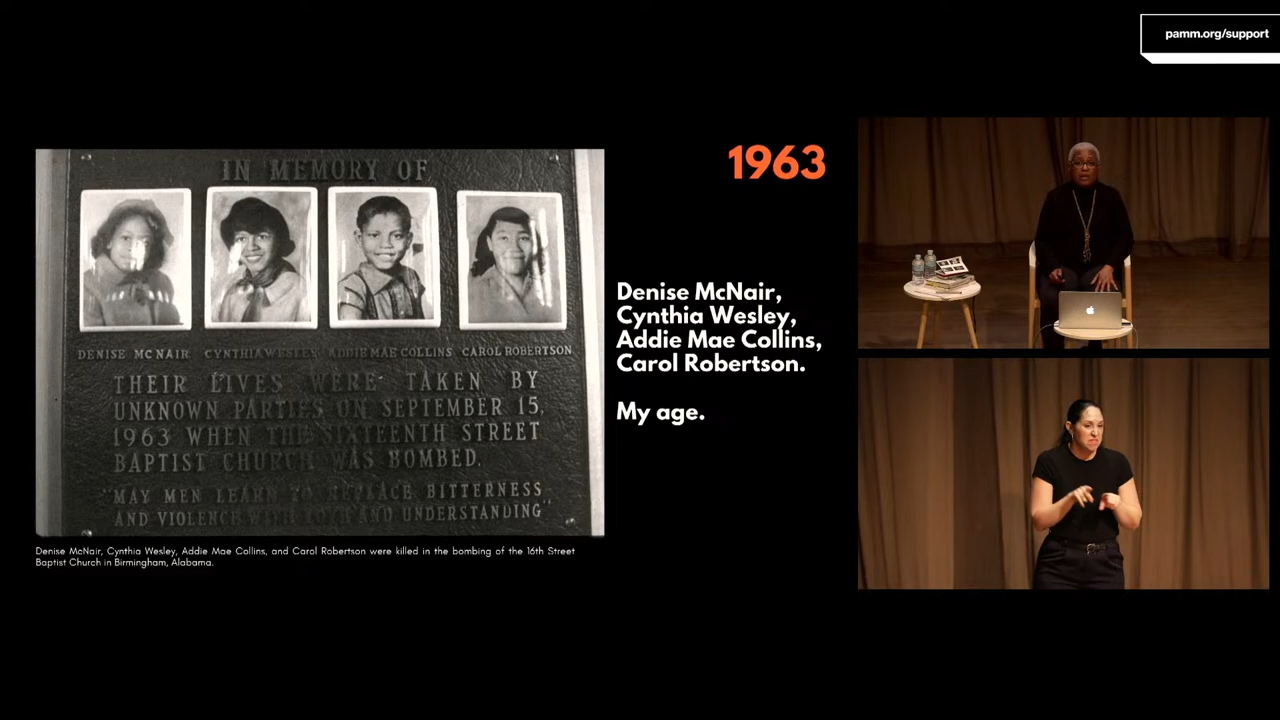 pamm.org/support
IN MEMORY OF
DENISE MC NAIR CYNTHIA WESLEY ADDIE MAE COLLINS CAROL ROBERTSON
THEIR LIVES WERE TAKEN BY
UNKNOWN PARTIES ON SEPTEMBER 15,
1963 WHEN THE SIXTEENTH STREET
BAPTIST CHURCH WAS BOMBED.
"MAY MEN LEARN TO REPLACE BITTERNESS
AND VIOLENCE WITH LOVE AND UNDERSTANDING"
Denise McNair, Cynthia Wesley, Addie Mae Collins, and Carol Robertson were killed in the bombing of the 16th Street
Baptist Church in Birmingham, Alabama.
1963
Denise McNair,
Cynthia Wesley,
Addie Mae Collins,
Carol Robertson.
My age.